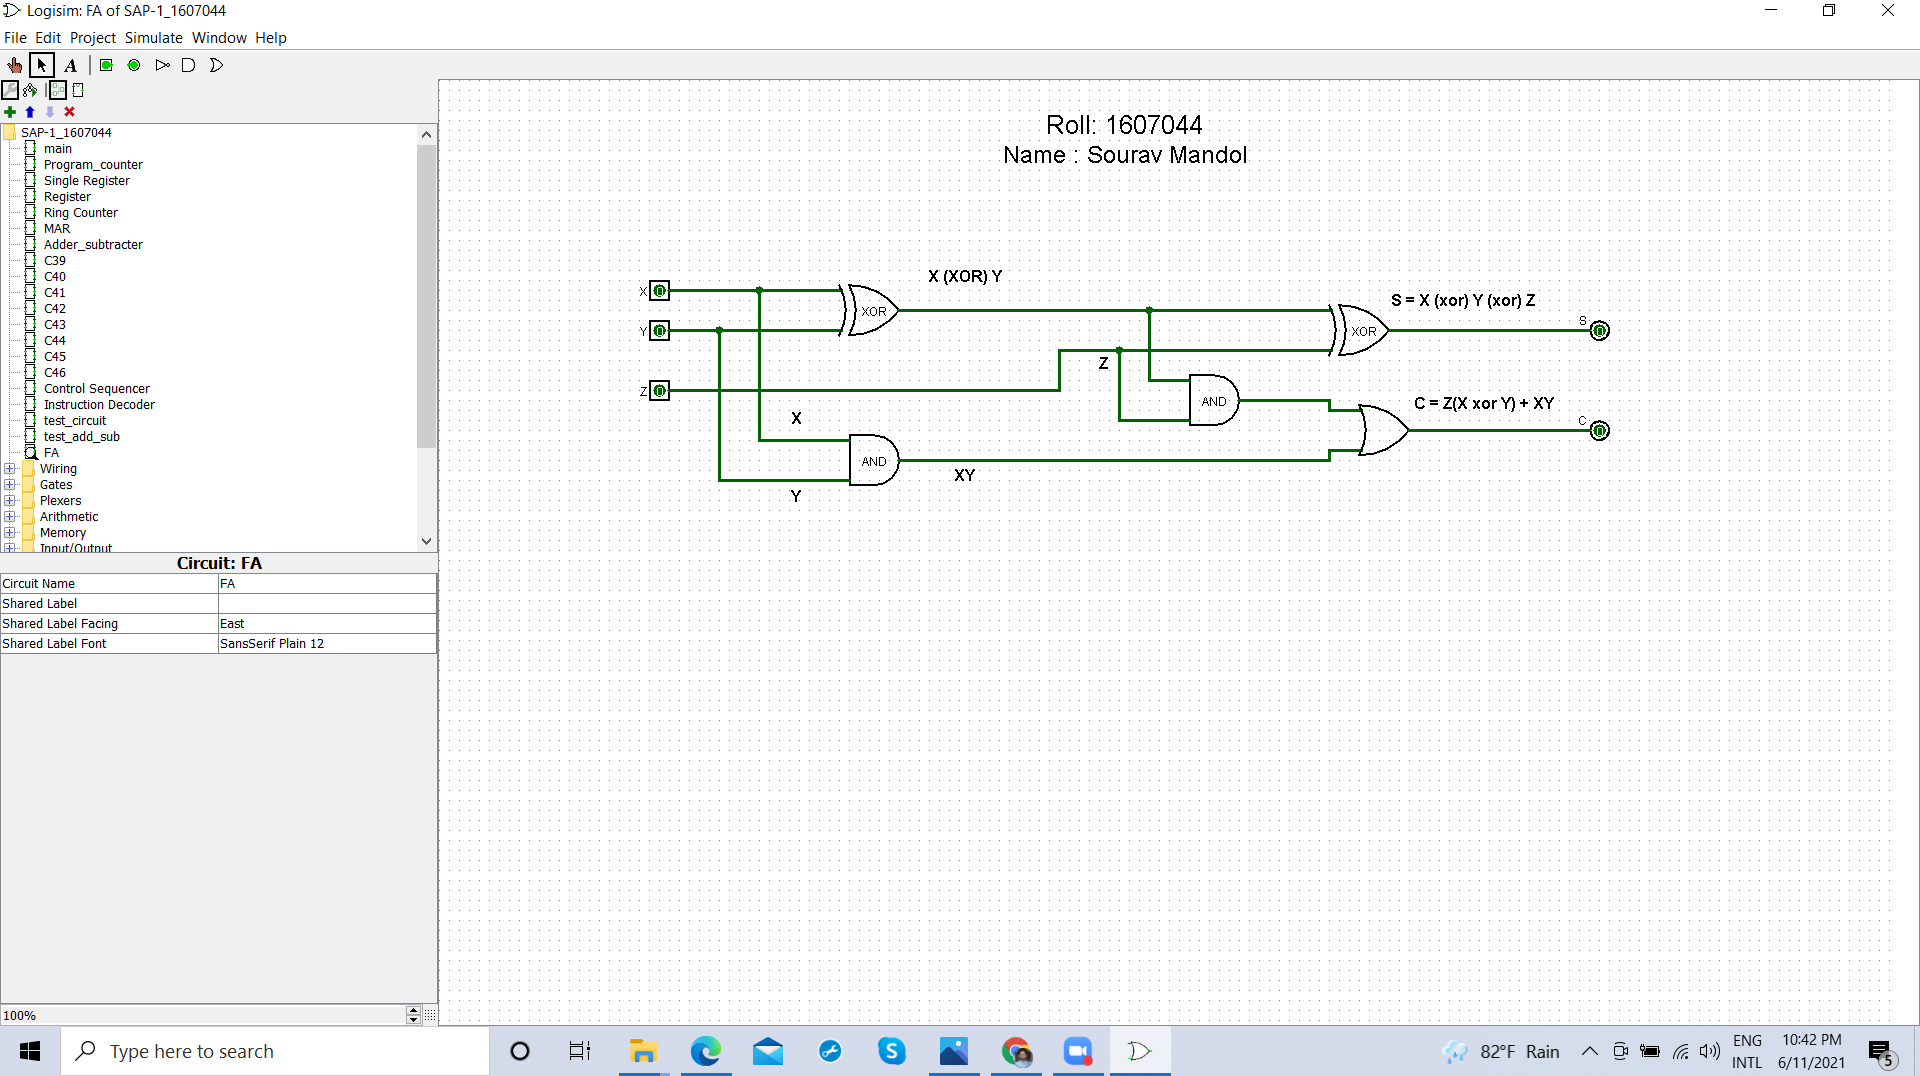 Logisim: FA of SAP-1_1607044
File Edit Project Simulate Window Help
A
SAP-1_1607044
main
Program_counter
Single Register
Register
Ring Counter
MAR
Adder_subtracter
C39
C40
C41
C42
C43
C44
C45
C46
Control Sequencer
Instruction Decoder
test_circuit
test_add_sub
FA
Wiring
Gates
Plexers
Arithmetic
Memory
Input/Output
Circuit: FA
Circuit Name FA
Shared Label
Shared Label Facing East
Shared Label Font SansSerif Plain 12
100%
Roll: 1607044
Name : Sourav Mandol
X (XOR) Y
X
XOR
S = X (xor) Y (xor) Z
S
Y
XOR
Z
Z
AND
C = Z(X xor Y) + XY
C
X
AND
XY
Y
Type here to search
82°F Rain
ENG
INTL
10:42 PM
6/11/2021
5